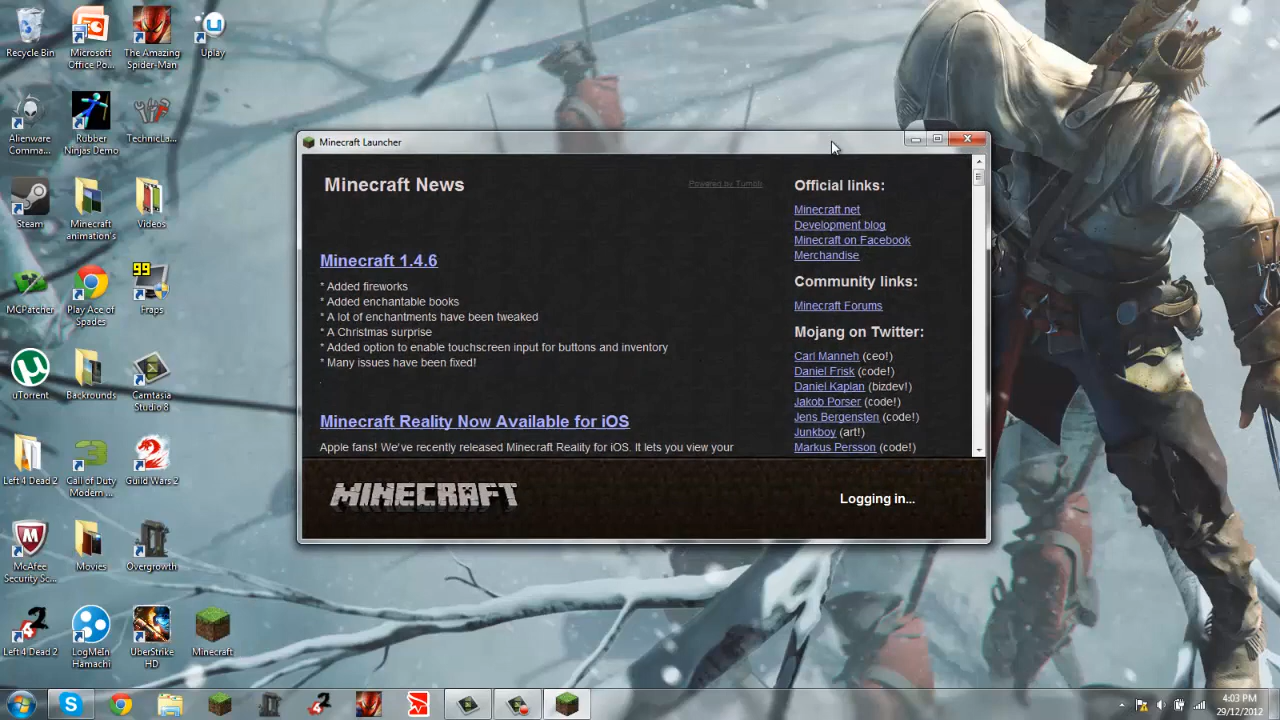 Recycle Bin
Microsoft
Office Po...
The Amazing
Spider-Man
Uplay
Alienware
Comma...
Rubber
Ninjas Demo
TechnicLa...
Steam
Minecraft
animation's
Videos
MCPatcher
Play Ace of
Spades
99
Fraps
uTorrent
Backrounds
Camtasia
Studio 8
Left 4 Dead 2
Call of Duty
Modern ...
Guild Wars 2
McAfee
Security Sc...
Movies
Overgrowth
Left 4 Dead 2
LogMeIn
Hamachi
UberStrike
HD
Minecraft
Minecraft Launcher
Minecraft News
Powered by Tumblr
Minecraft 1.4.6
* Added fireworks
* Added enchantable books
* A lot of enchantments have been tweaked
* A Christmas surprise
* Added option to enable touchscreen input for buttons and inventory
* Many issues have been fixed!
.
Minecraft Reality Now Available for iOS
Apple fans! We've recently released Minecraft Reality for iOS. It lets you view your
Official links:
Minecraft.net
Development blog
Minecraft on Facebook
Merchandise
Community links:
Minecraft Forums
Mojang on Twitter:
Carl Manneh (ceo!)
Daniel Frisk (code!)
Daniel Kaplan (bizdev!)
Jakob Porser (code!)
Jens Bergensten (code!)
Junkboy (art!)
Markus Persson (code!)
MINECRAFT
Logging in...
4:03 PM
29/12/2012